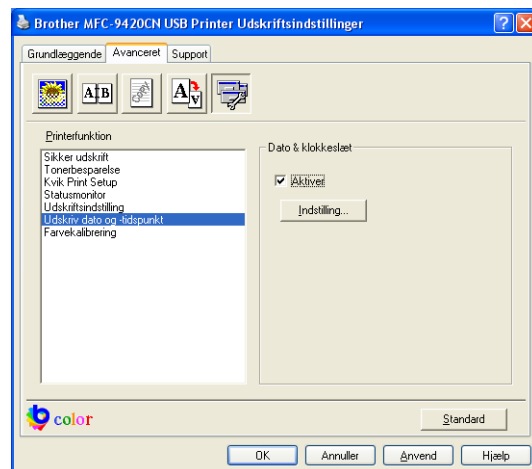 Brother MFC-9420CN USB Printer Udskriftsindstillinger
Grundlæggende Avanceret Support
A B
A V
Printerfunktion
Sikker udskrift
Tonerbesparelse
Kvik Print Setup
Statusmonitor
Udskriftsindstilling
Udskriv dato og -tidspunkt
Farvekalibrering
Dato & klokkeslæt
Aktiver
Indstilling...
color
Standard
OK Annuller Anvend Hjælp